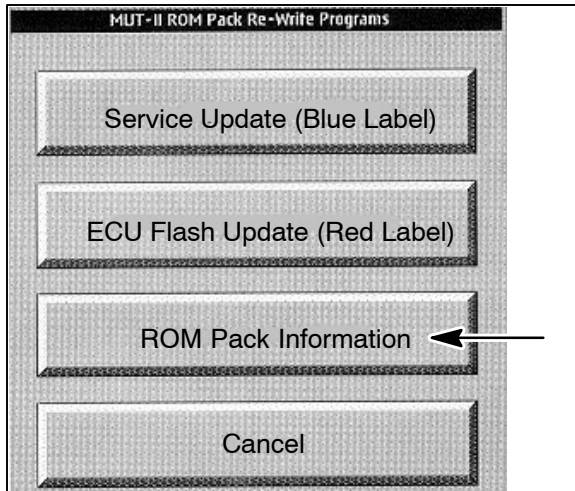 MUT-II ROM Pack Re-Write Programs
Service Update (Blue Label)
ECU Flash Update (Red Label)
ROM Pack Information
Cancel